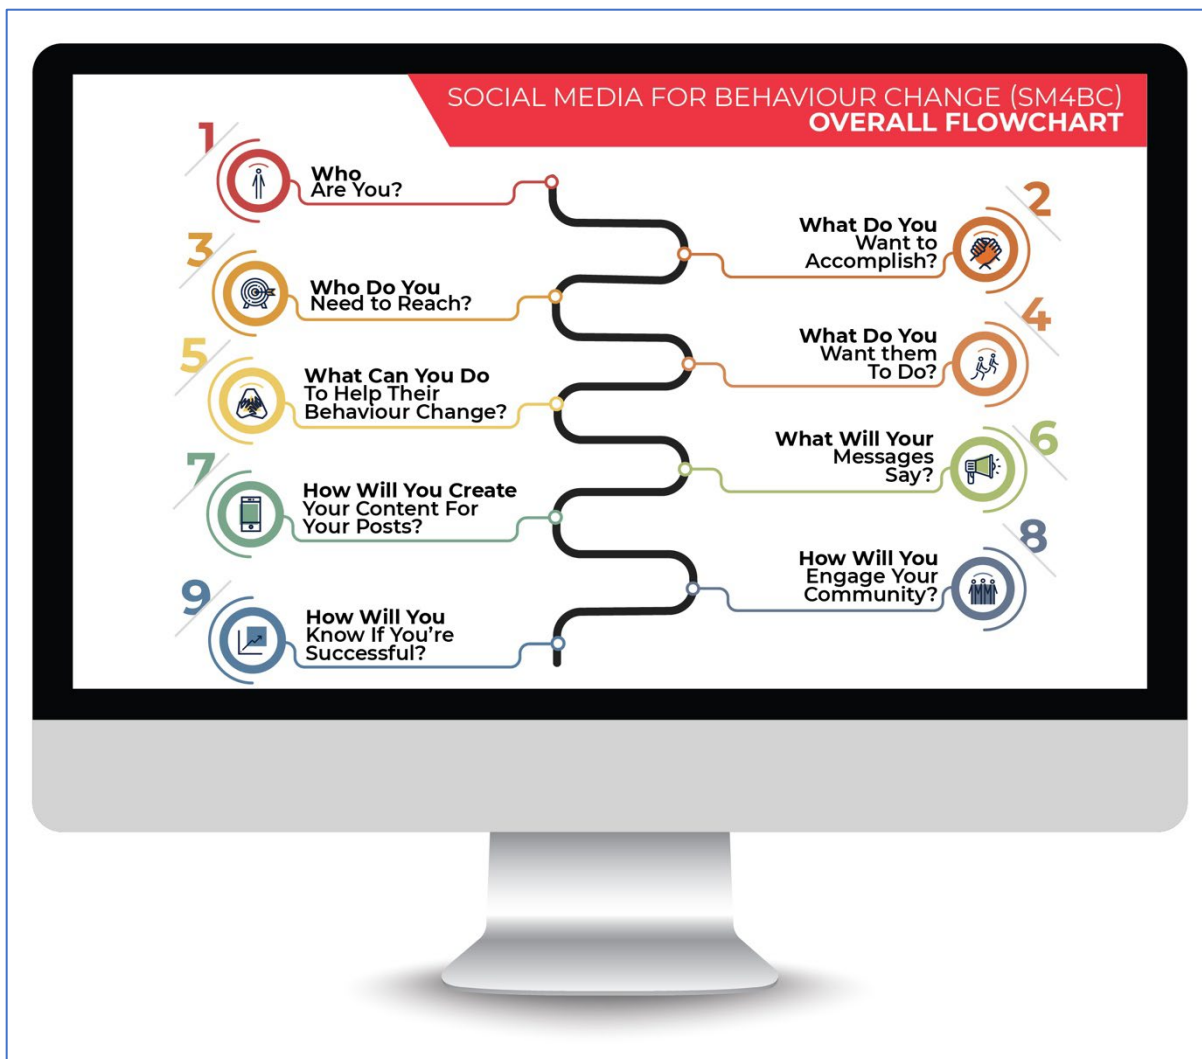 SOCIAL MEDIA FOR BEHAVIOUR CHANGE (SM4BC)
OVERALL FLOWCHART
1
Who
Are You?
2
What Do You
Want to
Accomplish?
3
Who Do You
Need to Reach?
4
What Do You
Want them
To Do?
5
What Can You Do
To Help Their
Behaviour Change?
6
What Will Your
Messages
Say?
7
How Will You Create
Your Content For
Your Posts?
8
How Will You
Engage Your
Community?
9
How Will You
Know If You're
Successful?